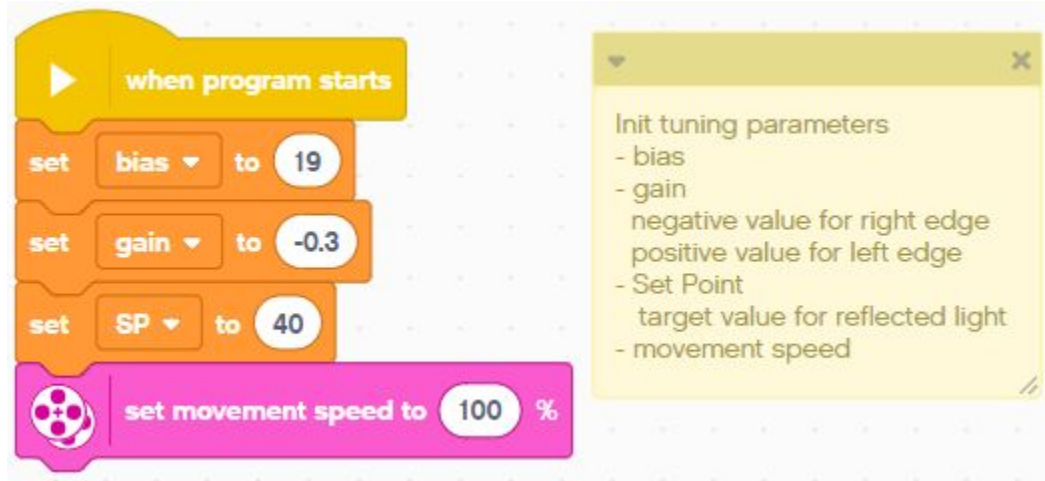 when program starts
set bias to 19
set gain to -0.3
set SP to 40
set movement speed to 100 %
Init tuning parameters
- bias
- gain
negative value for right edge
positive value for left edge
- Set Point
target value for reflected light
- movement speed